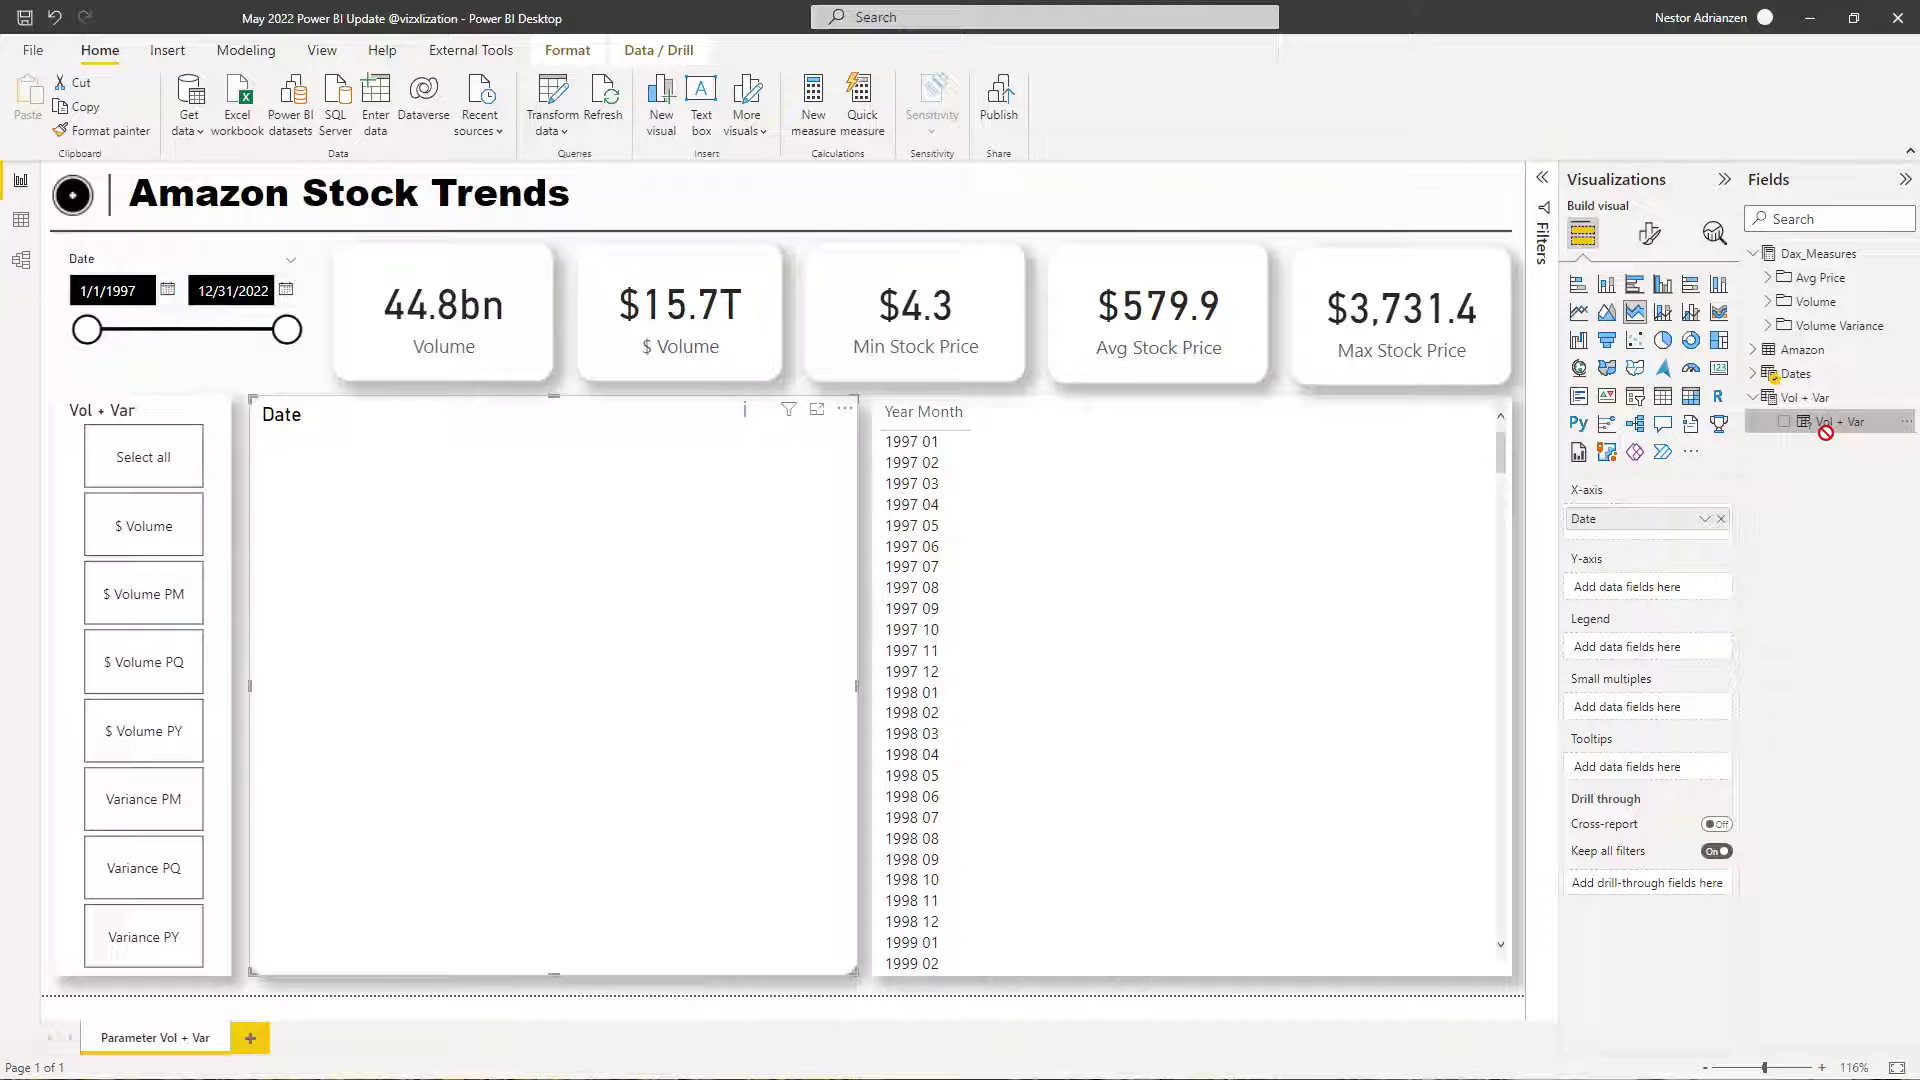 May 2022 Power BI Update @vizxlization - Power BI Desktop
Search
Nestor Adrianzen
File
Home
Insert
Modeling
View
Help
External Tools
Format
Data / Drill
Paste
Cut
Copy
Format painter
Clipboard
Get data
Excel workbook
Power BI datasets
SQL Server
Enter data
Dataverse
Recent sources
Data
Transform data
Refresh
Queries
New visual
Text box
More visuals
Insert
New measure
Quick measure
Calculations
Sensitivity
Sensitivity
Publish
Share
Amazon Stock Trends
Date
1/1/1997
12/31/2022
44.8bn
Volume
$15.7T
$ Volume
$4.3
Min Stock Price
$579.9
Avg Stock Price
$3,731.4
Max Stock Price
Vol + Var
Select all
$ Volume
$ Volume PM
$ Volume PQ
$ Volume PY
Variance PM
Variance PQ
Variance PY
Date
Year Month
1997 01
1997 02
1997 03
1997 04
1997 05
1997 06
1997 07
1997 08
1997 09
1997 10
1997 11
1997 12
1998 01
1998 02
1998 03
1998 04
1998 05
1998 06
1998 07
1998 08
1998 09
1998 10
1998 11
1998 12
1999 01
1999 02
Filters
Visualizations
Build visual
123
R
Py
X-axis
Date
Y-axis
Add data fields here
Legend
Add data fields here
Small multiples
Add data fields here
Tooltips
Add data fields here
Drill through
Cross-report
Off
Keep all filters
On
Add drill-through fields here
Fields
Search
Dax_Measures
Avg Price
Volume
Volume Variance
Amazon
Dates
Vol + Var
Vol + Var
Parameter Vol + Var
Page 1 of 1
116%